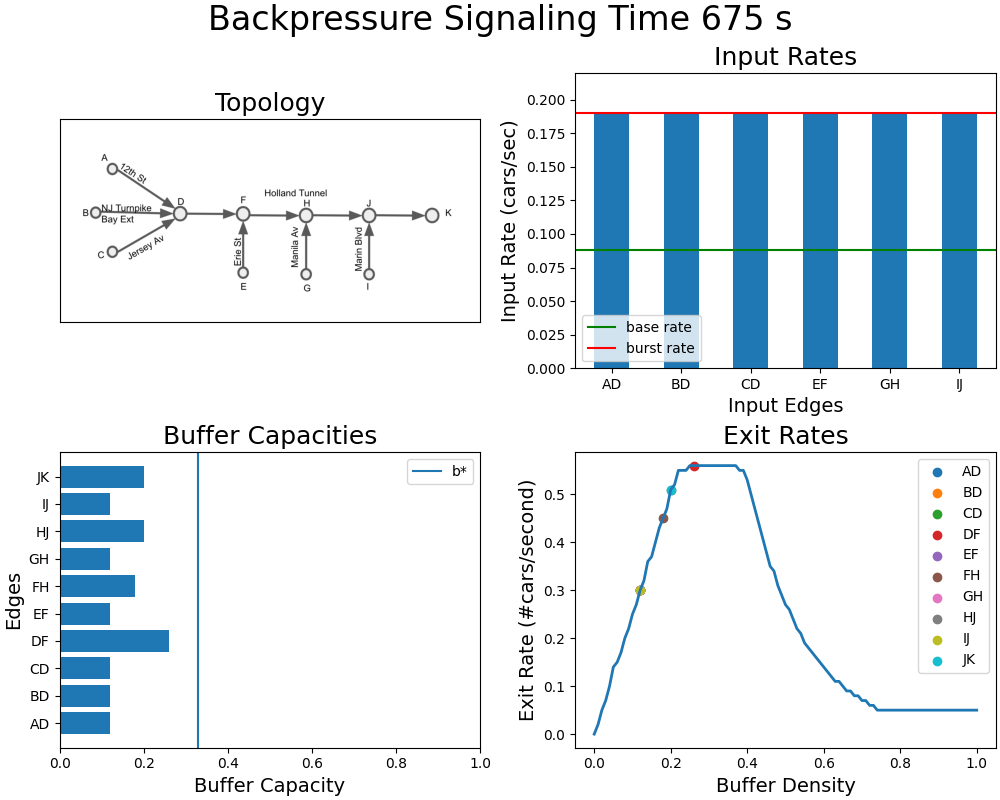 Backpressure Signaling Time 675 s
Topology
A
12th St
B
NJ Turnpike
Bay Ext
C
Jersey Av
D
F
Holland Tunnel
H
J
K
Erie St
Manila Av
Marin Blvd
E
G
I
Input Rates
Input Rate (cars/sec)
0.200
0.175
0.150
0.125
0.100
0.075
0.050
0.025
0.000
base rate
burst rate
AD BD CD EF GH IJ
Input Edges
Buffer Capacities
Edges
b*
JK
IJ
HJ
GH
FH
EF
DF
CD
BD
AD
0.0 0.2 0.4 0.6 0.8 1.0
Buffer Capacity
Exit Rates
Exit Rate (#cars/second)
0.5
0.4
0.3
0.2
0.1
0.0
AD
BD
CD
DF
EF
FH
GH
HJ
IJ
JK
0.0 0.2 0.4 0.6 0.8 1.0
Buffer Density